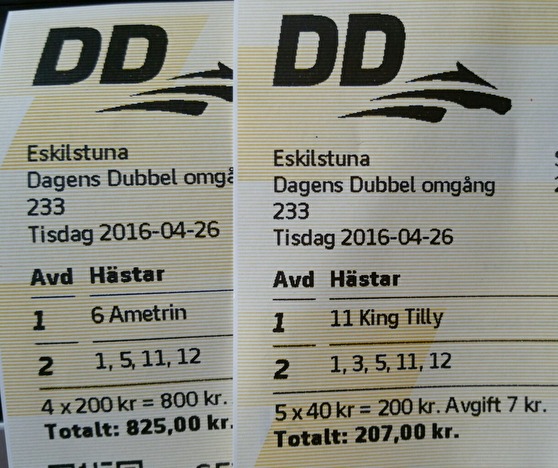 DD
Eskilstuna
Dagens Dubbel omgå
233
Tisdag 2016-04-26
Avd Hästar
1 6 Ametrin
2 1, 5, 11, 12
4 x 200 kr = 800 kr.
Totalt: 825,00 kr.
DD
Eskilstuna
Dagens Dubbel omgång
233
Tisdag 2016-04-26
Avd Hästar
1 11 King Tilly
2 1, 3, 5, 11, 12
5 x 40 kr = 200 kr. Avgift 7 kr.
Totalt: 207,00 kr.